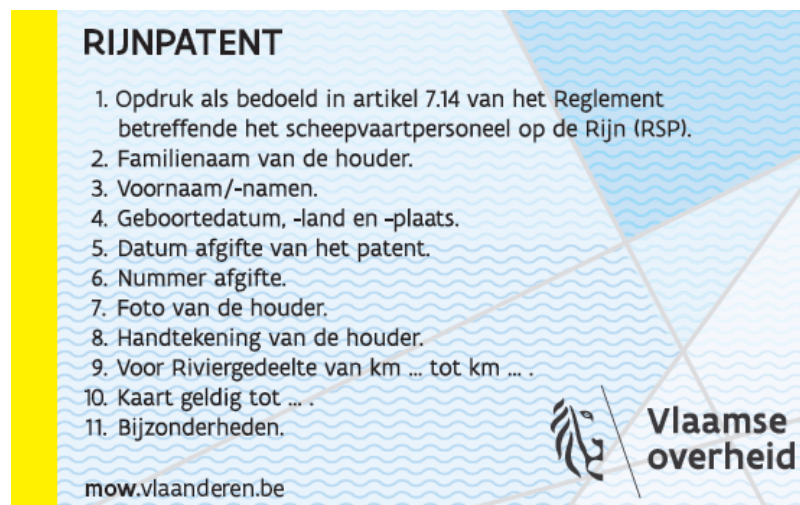 RIJNPATENT
1. Opdruk als bedoeld in artikel 7.14 van het Reglement
betreffende het scheepvaartpersoneel op de Rijn (RSP).
2. Familienaam van de houder.
3. Voornaam/-namen.
4. Geboortedatum, -land en -plaats.
5. Datum afgifte van het patent.
6. Nummer afgifte.
7. Foto van de houder.
8. Handtekening van de houder.
9. Voor Riviergedeelte van km ... tot km ... .
10. Kaart geldig tot ... .
11. Bijzonderheden.
Vlaamse
overheid
mow.vlaanderen.be